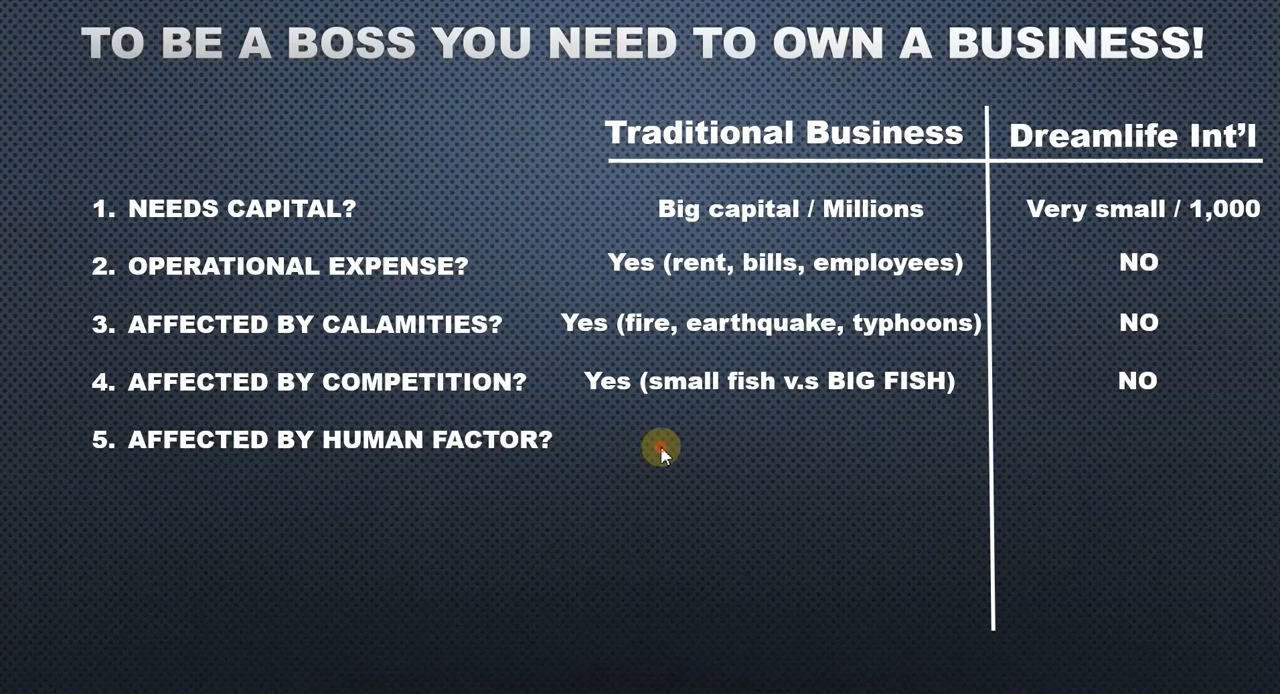 TO BE A BOSS YOU NEED TO OWN A BUSINESS!
Traditional Business Dreamlife Int'l
1. NEEDS CAPITAL? Big capital / Millions Very small / 1,000
2. OPERATIONAL EXPENSE? Yes (rent, bills, employees) NO
3. AFFECTED BY CALAMITIES? Yes (fire, earthquake, typhoons) NO
4. AFFECTED BY COMPETITION? Yes (small fish v.s BIG FISH) NO
5. AFFECTED BY HUMAN FACTOR?